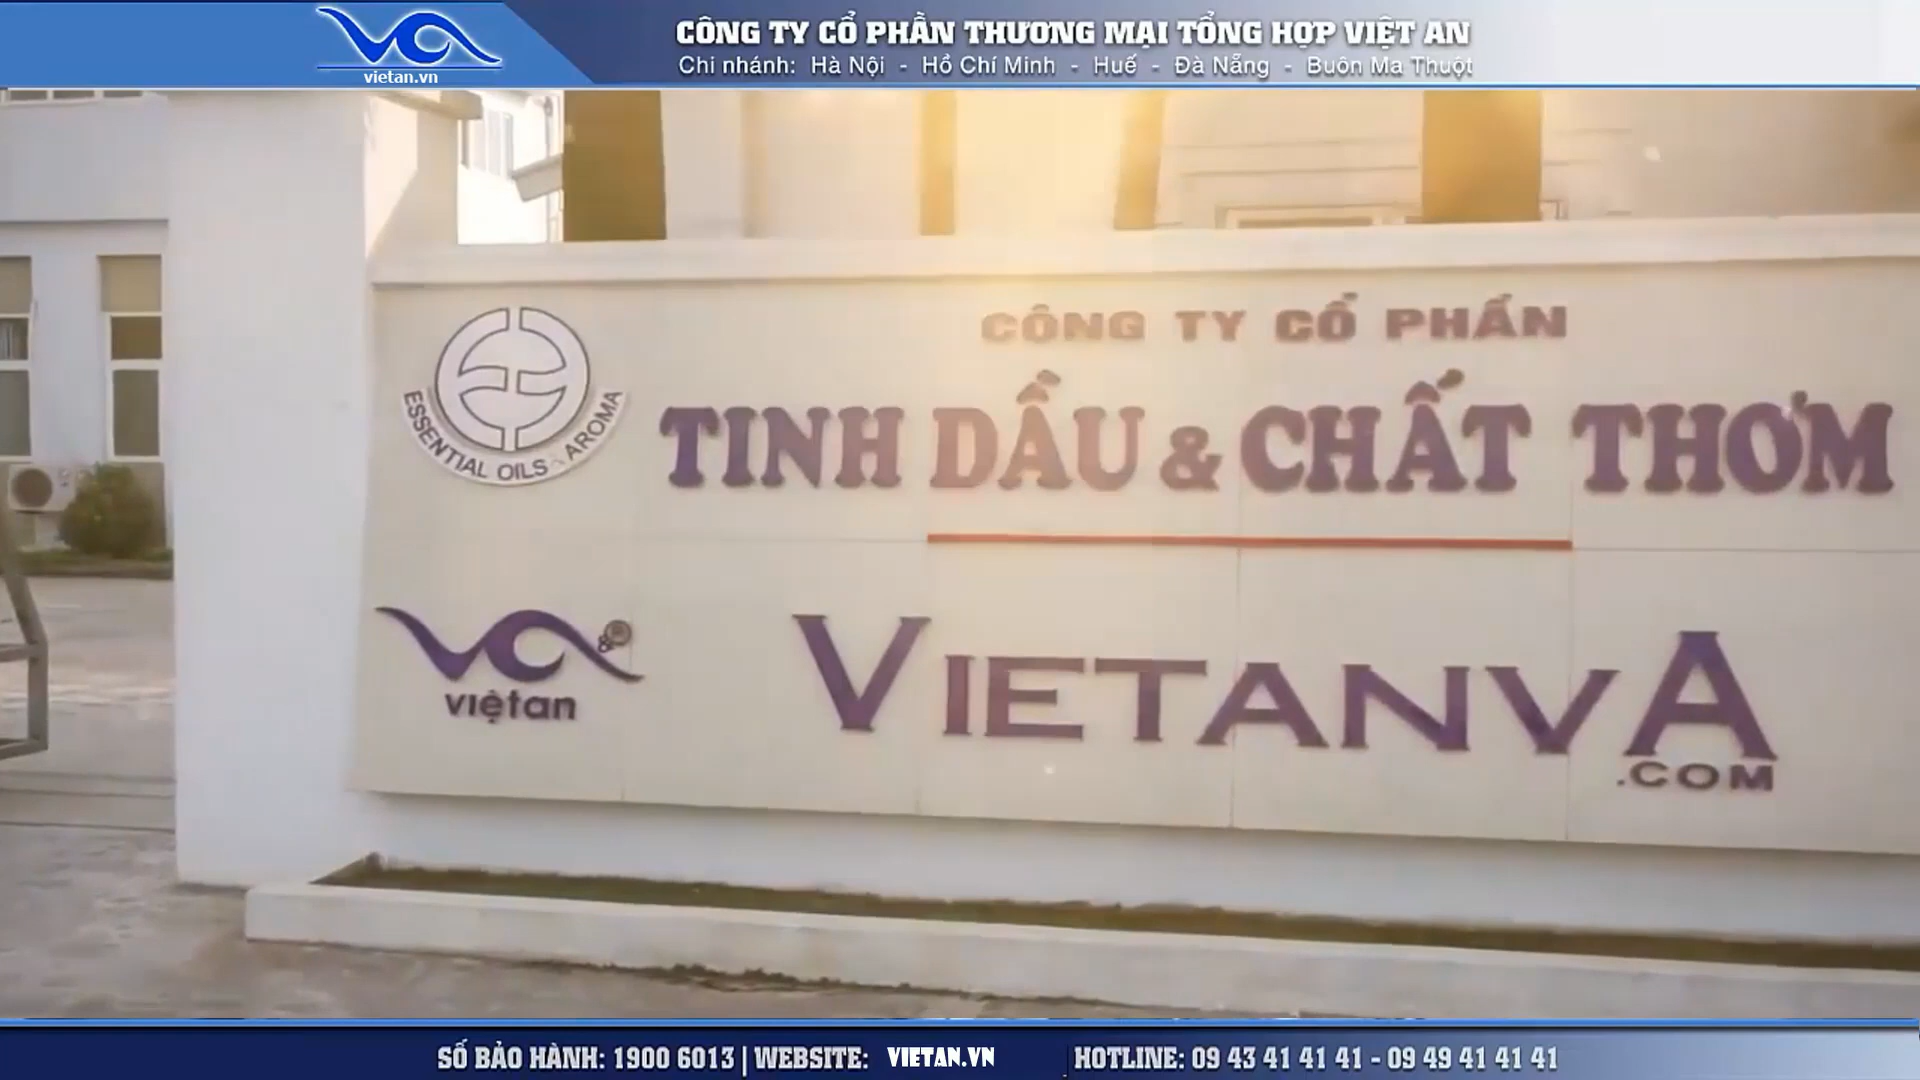 vietan.vn
CÔNG TY CỔ PHẦN THƯƠNG MẠI TỔNG HỢP VIỆT AN
Chi nhánh: Hà Nội - Hồ Chí Minh - Huế - Đà Nẵng - Buôn Ma Thuột
CÔNG TY CỔ PHẦN
TINH DẦU & CHẤT THƠM
ESSENTIAL OILS & AROMA
việtan
VIETANVA
.COM
SỐ BẢO HÀNH: 1900 6013 | WEBSITE: VIETAN.VN HOTLINE: 09 43 41 41 41 - 09 49 41 41 41